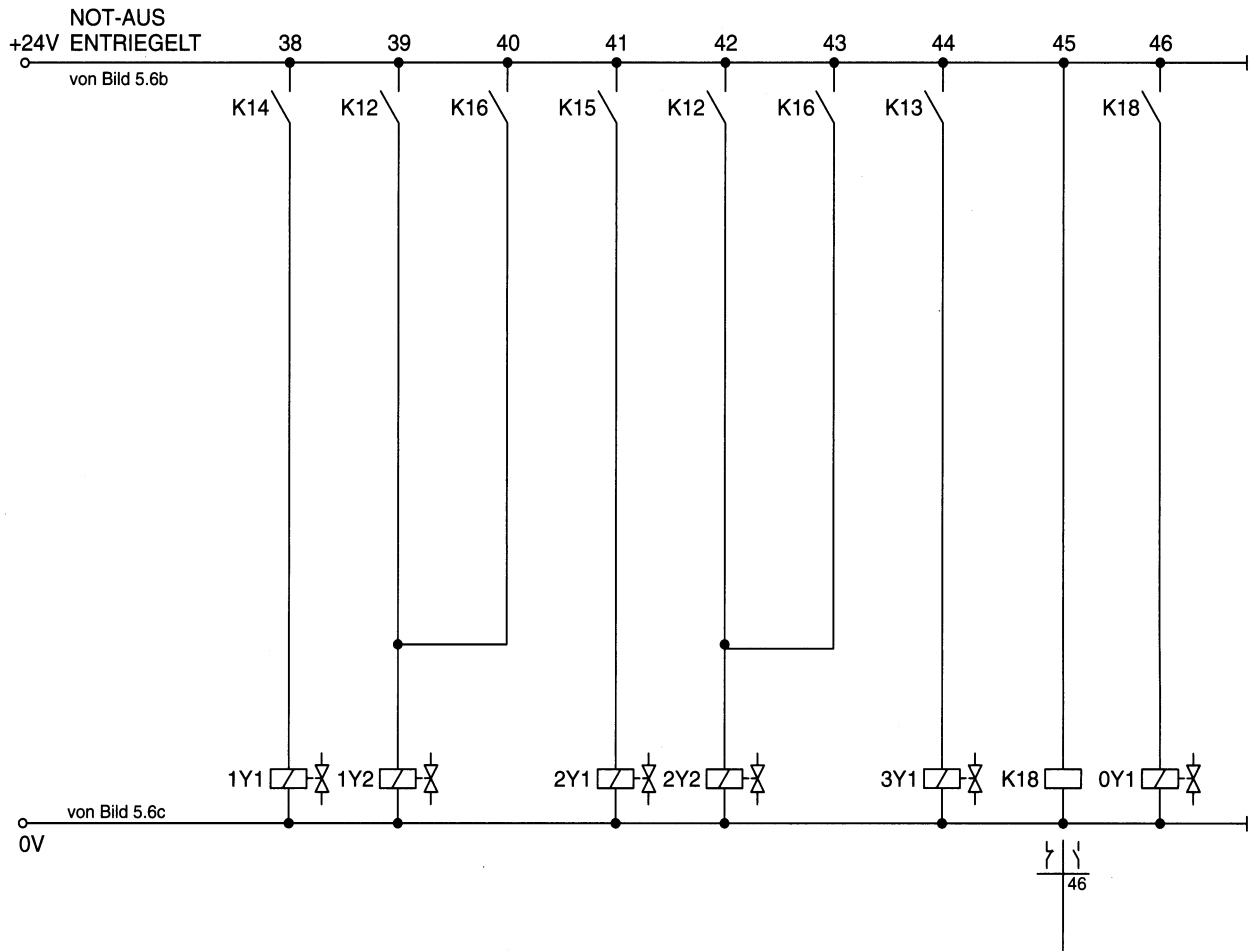 NOT-AUS
+24V ENTRIEGELT 38 39 40 41 42 43 44 45 46
von Bild 5.6b
K14 K12 K16 K15 K12 K16 K13 K18
1Y1 1Y2 2Y1 2Y2 3Y1 K18 0Y1
von Bild 5.6c
0V
46